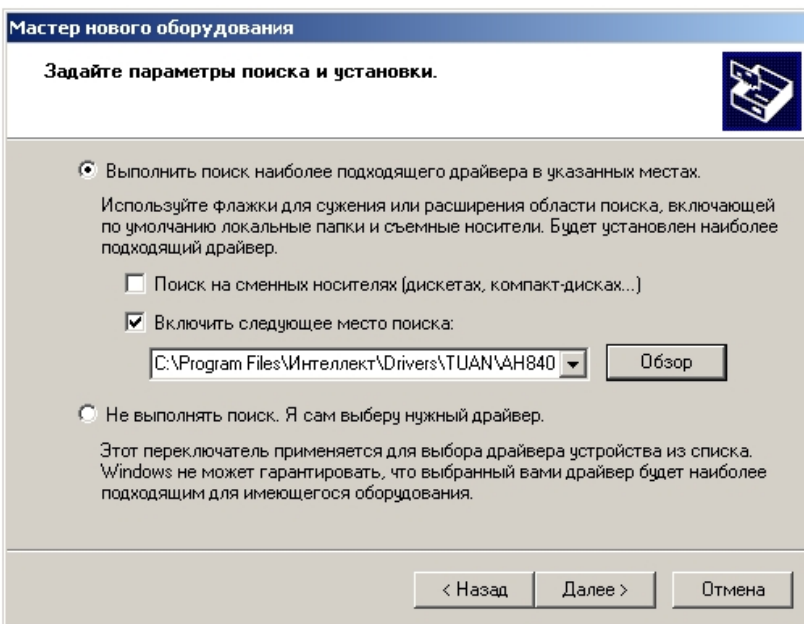 Мастер нового оборудования
Задайте параметры поиска и установки.
Выполнить поиск наиболее подходящего драйвера в указанных местах.
Используйте флажки для сужения или расширения области поиска, включающей
по умолчанию локальные папки и съемные носители. Будет установлен наиболее
подходящий драйвер.
Поиск на сменных носителях (дискетах, компакт-дисках...)
Включить следующее место поиска:
C:\Program Files\Интеллект\Drivers\TUAN\AH840
Обзор
Не выполнять поиск. Я сам выберу нужный драйвер.
Этот переключатель применяется для выбора драйвера устройства из списка.
Windows не может гарантировать, что выбранный вами драйвер будет наиболее
подходящим для имеющегося оборудования.
< Назад Далее > Отмена